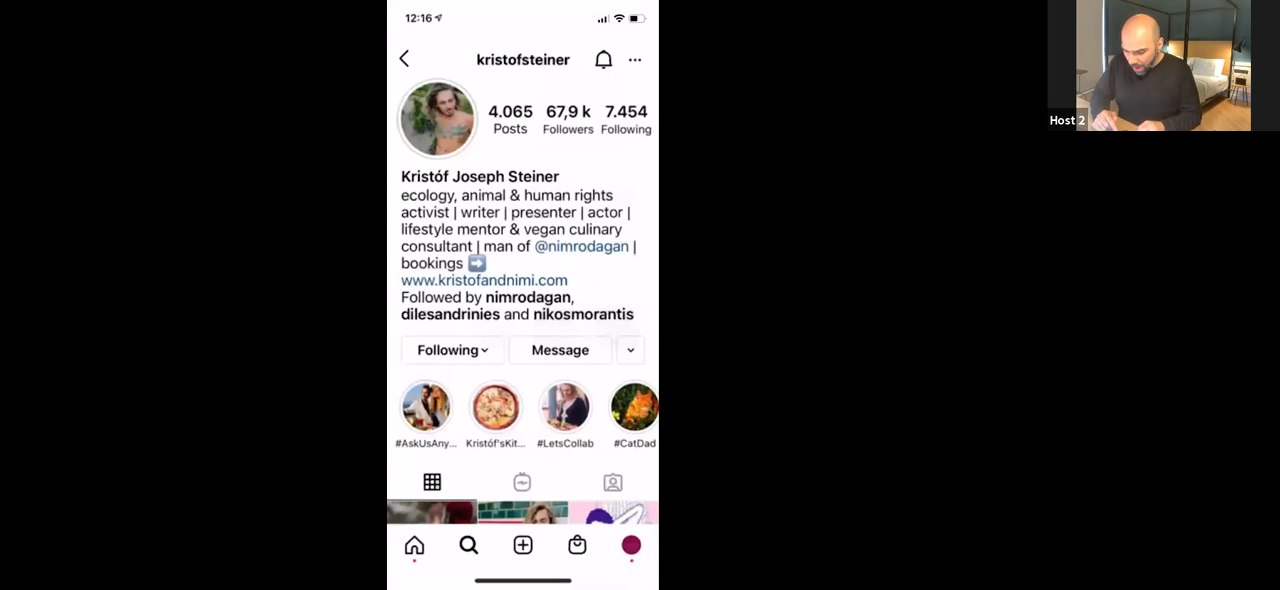 12:16
kristofsteiner
4.065 67,9 k 7.454
Posts Followers Following
Kristóf Joseph Steiner
ecology, animal & human rights
activist | writer | presenter | actor |
lifestyle mentor & vegan culinary
consultant | man of @nimrodagan |
bookings ➡️
www.kristofandnimi.com
Followed by nimrodagan,
dilesandrinies and nikosmorantis
Following Message
#AskUsAny... Kristóf'sKit... #LetsCollab #CatDad
Host 2